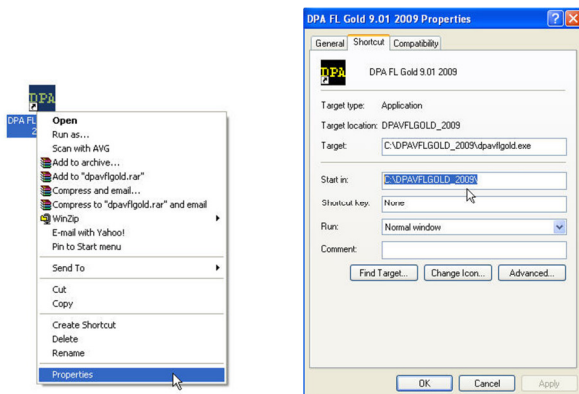 DPA
DPA FL
2
Open
Run as...
Scan with AVG
Add to archive...
Add to "dpavflgold.rar"
Compress and email...
Compress to "dpavflgold.rar" and email
WinZip
E-mail with Yahoo!
Pin to Start menu
Send To
Cut
Copy
Create Shortcut
Delete
Rename
Properties
DPA FL Gold 9.01 2009 Properties
General Shortcut Compatibility
DPA DPA FL Gold 9.01 2009
Target type: Application
Target location: DPAVFLGOLD_2009
Target: C:\DPAVFLGOLD_2009\dpavflgold.exe
Start in: C:\DPAVFLGOLD_2009\
Shortcut key: None
Run: Normal window
Comment:
Find Target... Change Icon... Advanced...
OK Cancel Apply